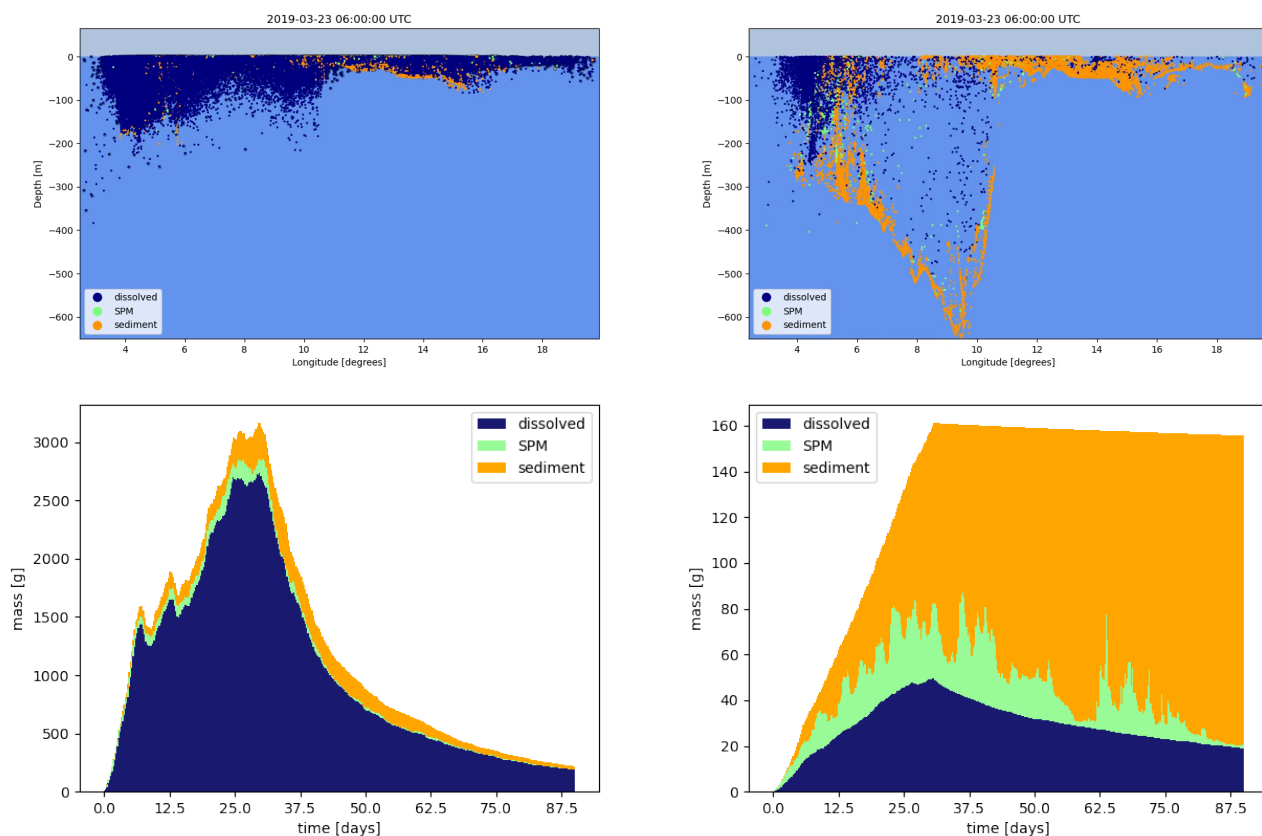 2019-03-23 06:00:00 UTC
0
−100
−200
−300
−400
−500
−600
Depth [m]
dissolved
SPM
sediment
4 6 8 10 12 14 16 18
Longitude [degrees]
2019-03-23 06:00:00 UTC
0
−100
−200
−300
−400
−500
−600
Depth [m]
dissolved
SPM
sediment
4 6 8 10 12 14 16 18
Longitude [degrees]
3000
2500
2000
1500
1000
500
0
mass [g]
dissolved
SPM
sediment
0.0 12.5 25.0 37.5 50.0 62.5 75.0 87.5
time [days]
160
140
120
100
80
60
40
20
0
mass [g]
dissolved
SPM
sediment
0.0 12.5 25.0 37.5 50.0 62.5 75.0 87.5
time [days]